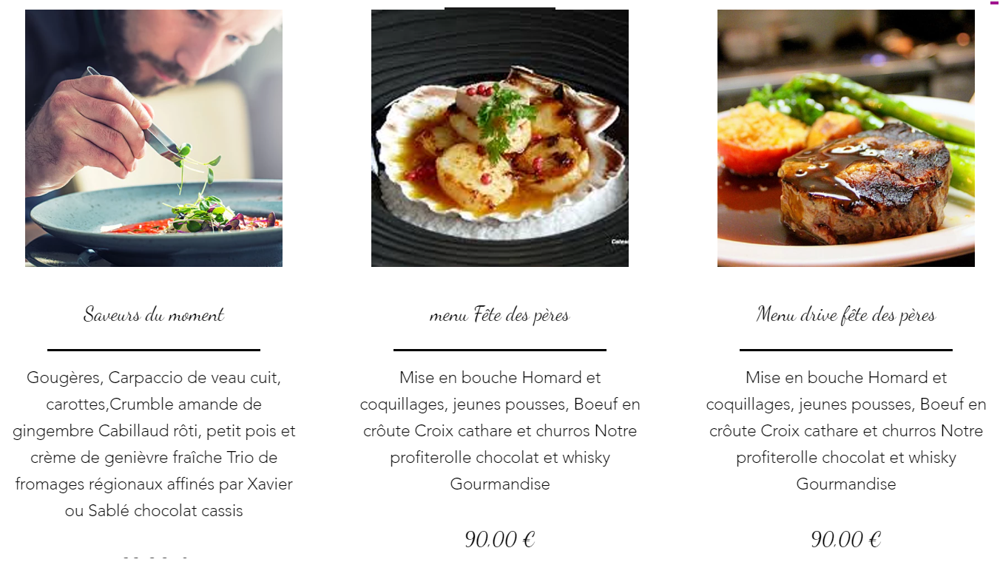 Saveurs du moment
Gougères, Carpaccio de veau cuit,
carottes,Crumble amande de
gingembre Cabillaud rôti, petit pois et
crème de genièvre fraîche Trio de
fromages régionaux affinés par Xavier
ou Sablé chocolat cassis
menu Fête des pères
Mise en bouche Homard et
coquillages, jeunes pousses, Boeuf en
crôute Croix cathare et churros Notre
profiterolle chocolat et whisky
Gourmandise
90,00 €
Menu drive fête des pères
Mise en bouche Homard et
coquillages, jeunes pousses, Boeuf en
crôute Croix cathare et churros Notre
profiterolle chocolat et whisky
Gourmandise
90,00 €